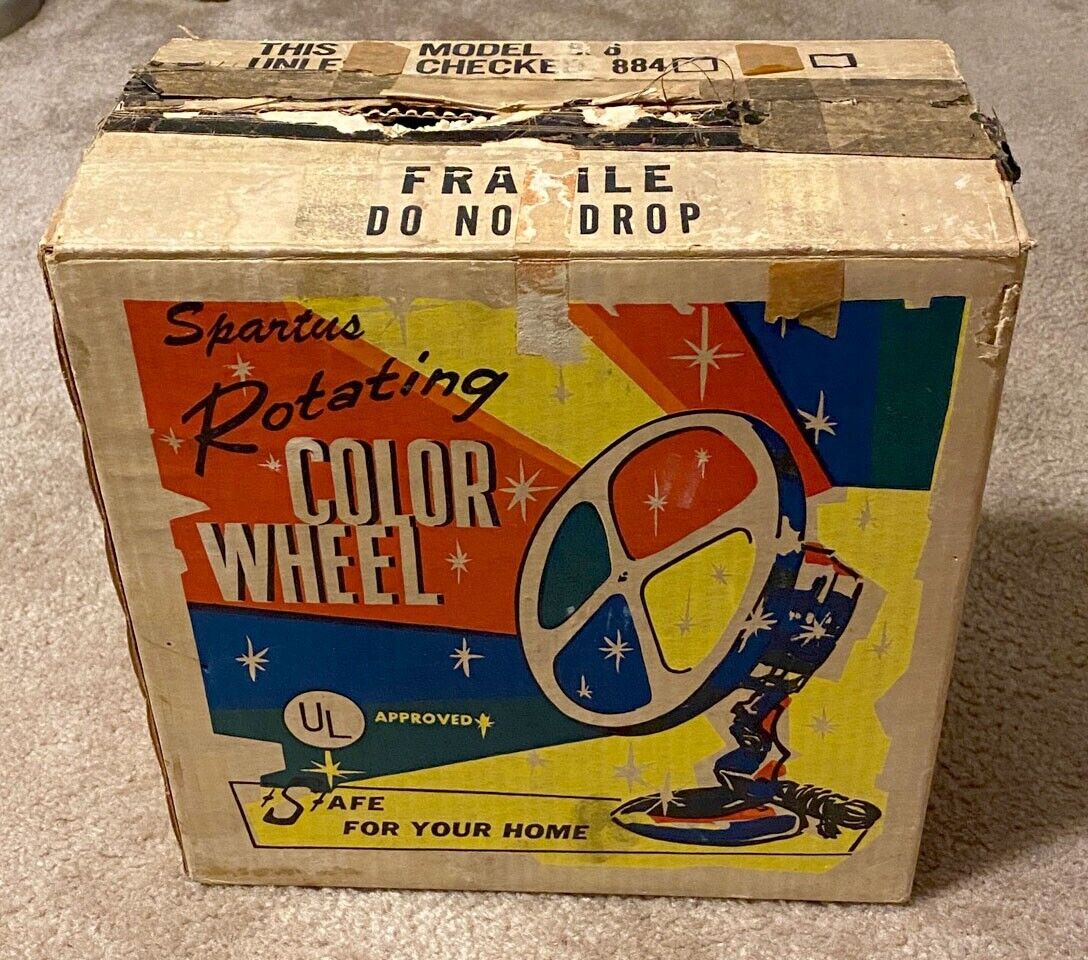 THIS MODEL 6
UNLE CHECKE 884
FRA ILE
DO NO DROP
Spartus
Rotating
COLOR
WHEEL
UL APPROVED
SAFE
FOR YOUR HOME